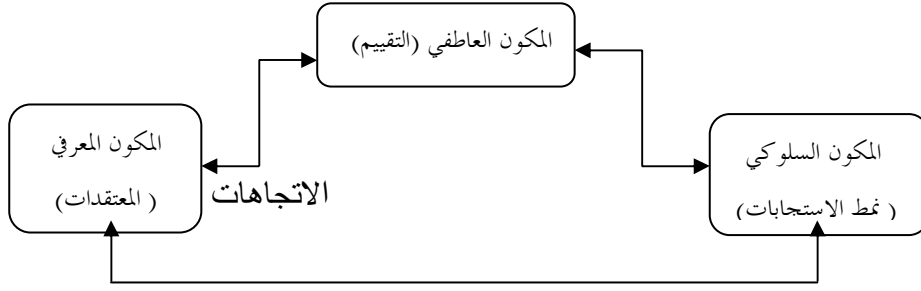 المكون العاطفي (التقييم)
المكون السلوكي
( نمط الاستجابات)
المكون المعرفي
( المعتقدات)
الاتجاهات